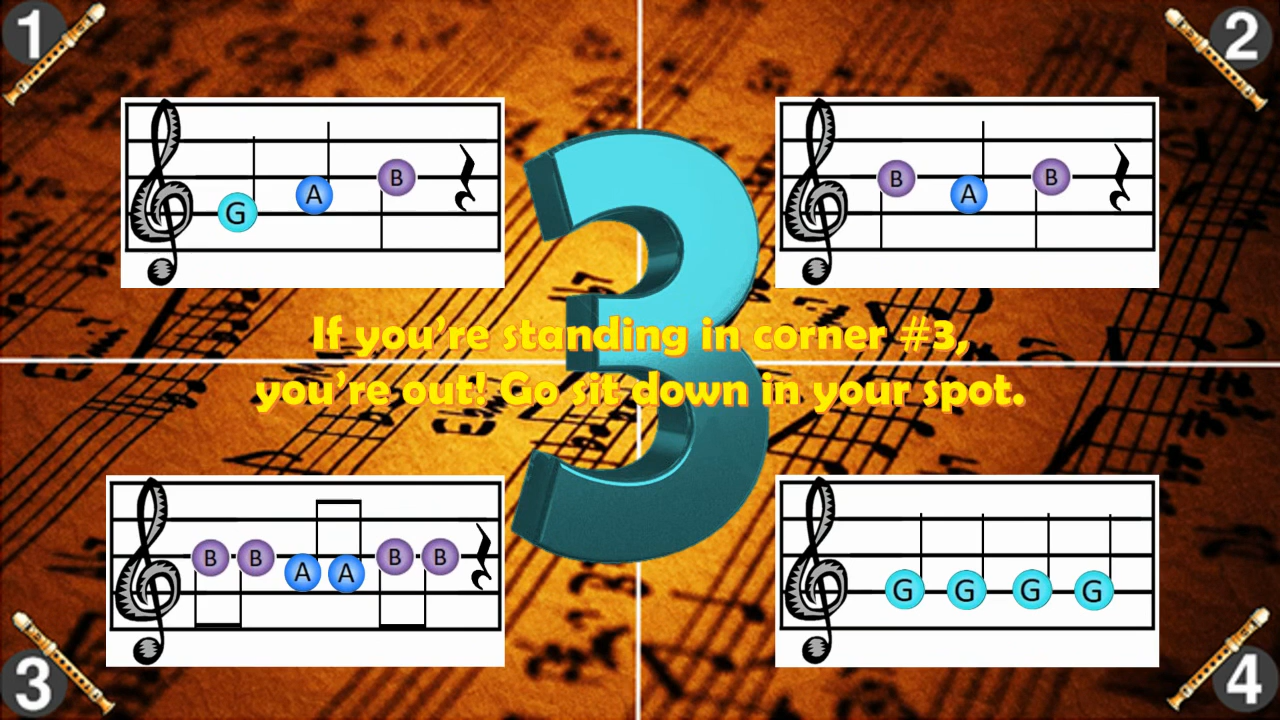 1
2
G A B
B A B
3
If you're standing in corner #3,
you're out! Go sit down in your spot.
B B A A B B
G G G G
3
4